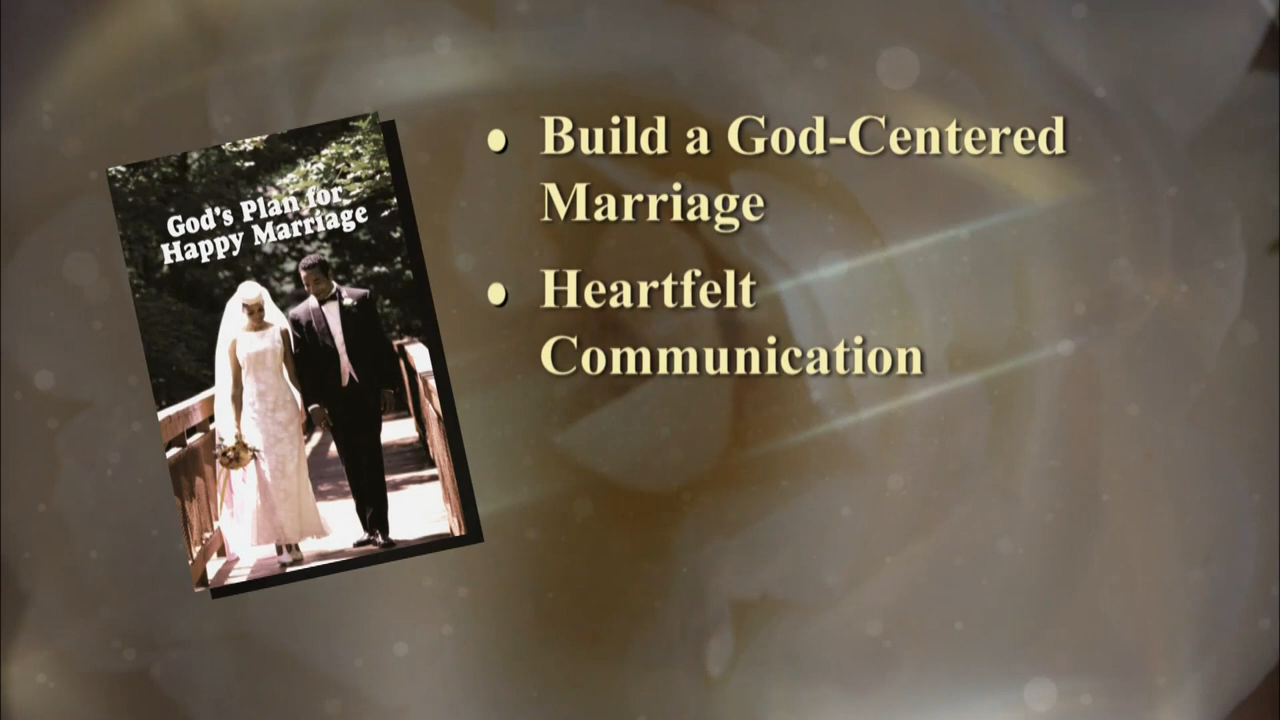 God's Plan for
Happy Marriage
• Build a God-Centered
Marriage
• Heartfelt
Communication